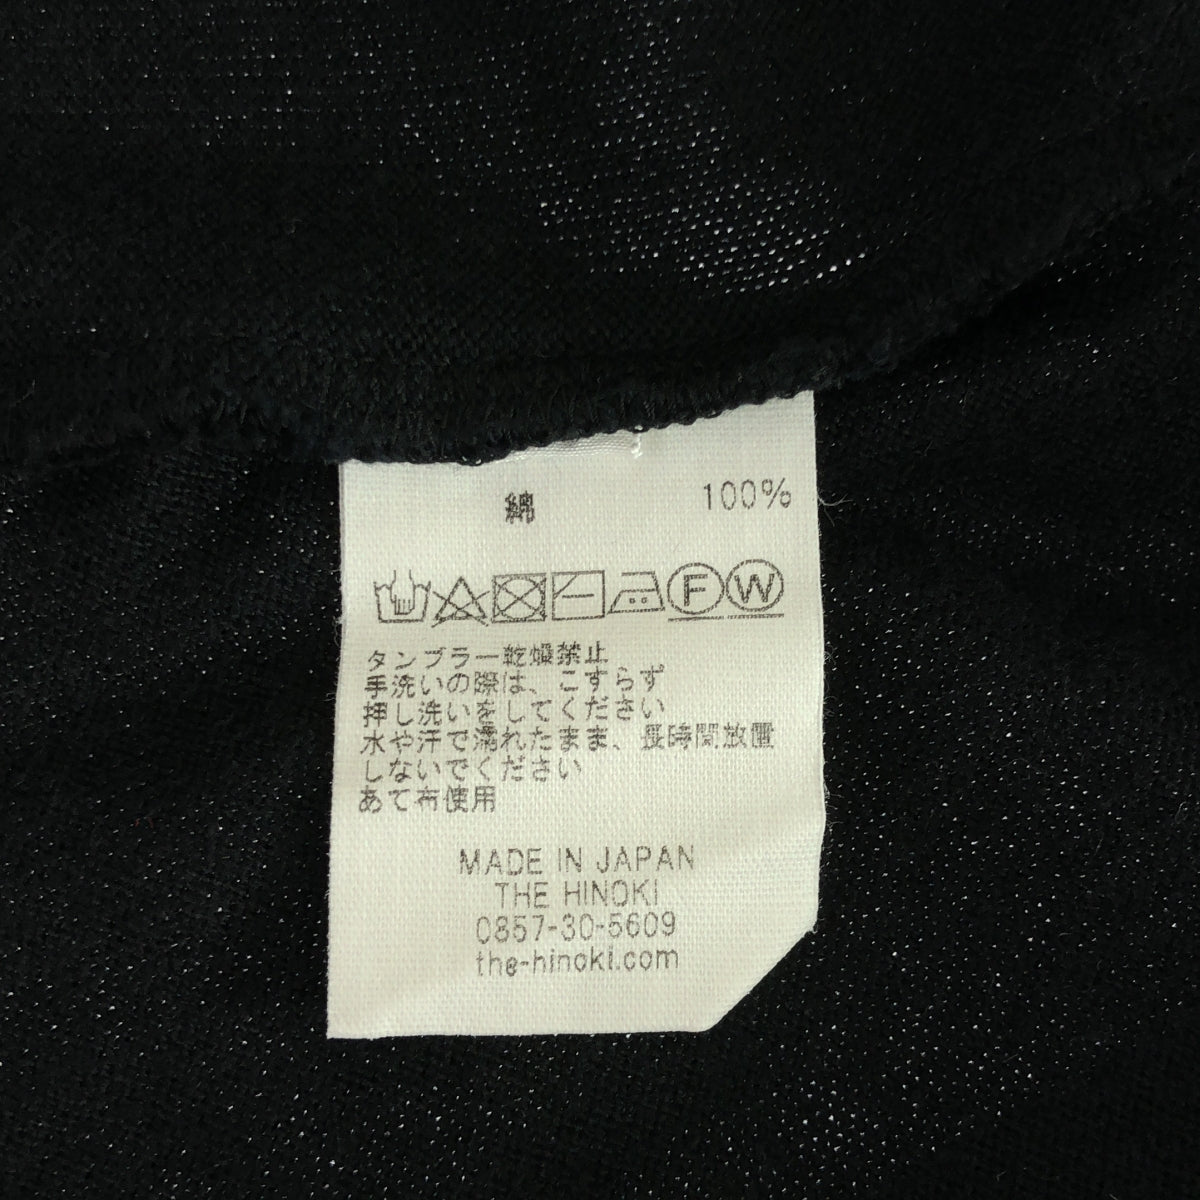 綿 100%
F W
タンブラー乾燥禁止
手洗いの際は、こすらず
押し洗いをしてください
水や汗で濡れたまま、長時間放置
しないでください
あて布使用
MADE IN JAPAN
THE HINOKI
0857-30-5609
the-hinoki.com